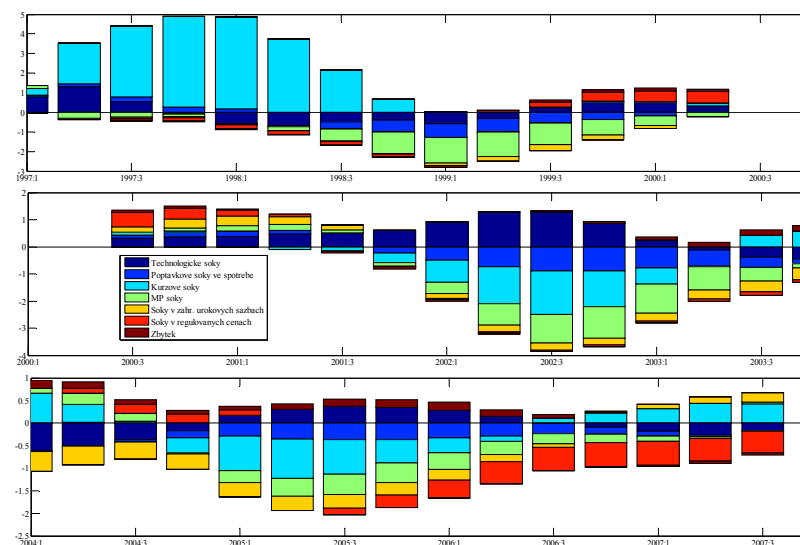 5
4
3
2
1
0
-1
-2
-3
1997:1 1997:3 1998:1 1998:3 1999:1 1999:3 2000:1 2000:3
2
1
0
-1
-2
-3
-4
Technologicke soky
Poptavkove soky ve spotrebe
Kurzove soky
MP soky
Soky v zahr. urokovych sazbach
Soky v regulovanych cenach
Zbytek
2000:1 2000:3 2001:1 2001:3 2002:1 2002:3 2003:1 2003:3
1
0.5
0
-0.5
-1
-1.5
-2
-2.5
2004:1 2004:3 2005:1 2005:3 2006:1 2006:3 2007:1 2007:3